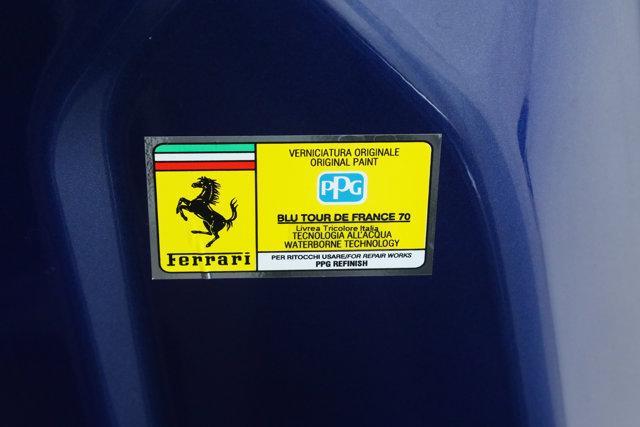 VERNICIATURA ORIGINALE
ORIGINAL PAINT
PPG
BLU TOUR DE FRANCE 70
Livrea Tricolore Italia
TECNOLOGIA ALL'ACQUA
WATERBORNE TECHNOLOGY
Ferrari
PER RITOCCHI USARE/FOR REPAIR WORKS
PPG REFINISH